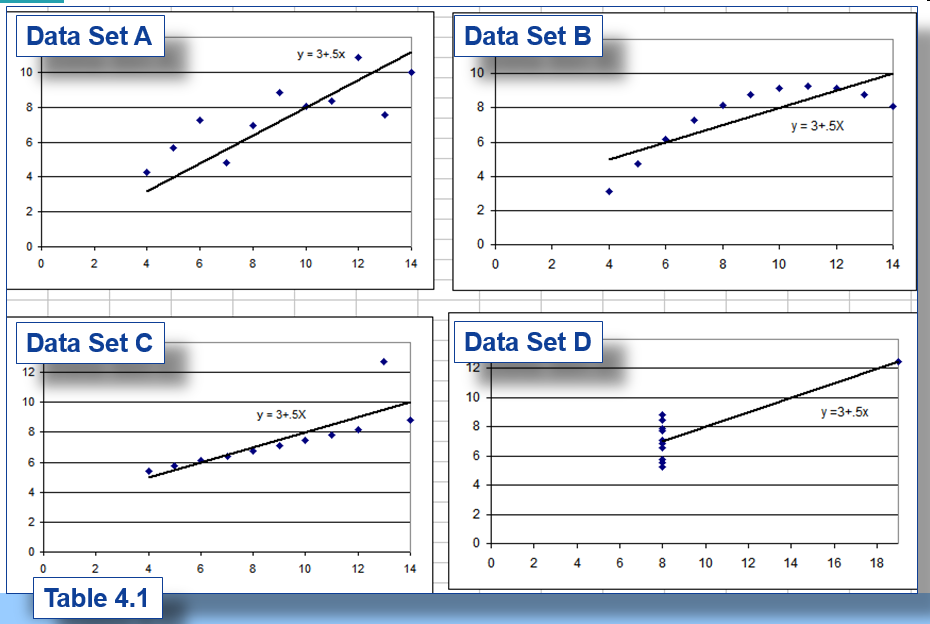 Data Set A
y = 3+.5x
10
8
6
4
2
0
0 2 4 6 8 10 12 14
Data Set B
10
8
6
4
2
0
y = 3+.5X
0 2 4 6 8 10 12 14
Data Set C
12
10
8
6
4
2
0
y = 3+.5X
0 2 4 6 8 10 12 14
Data Set D
12
10
8
6
4
2
0
y =3+.5x
0 2 4 6 8 10 12 14 16 18
Table 4.1